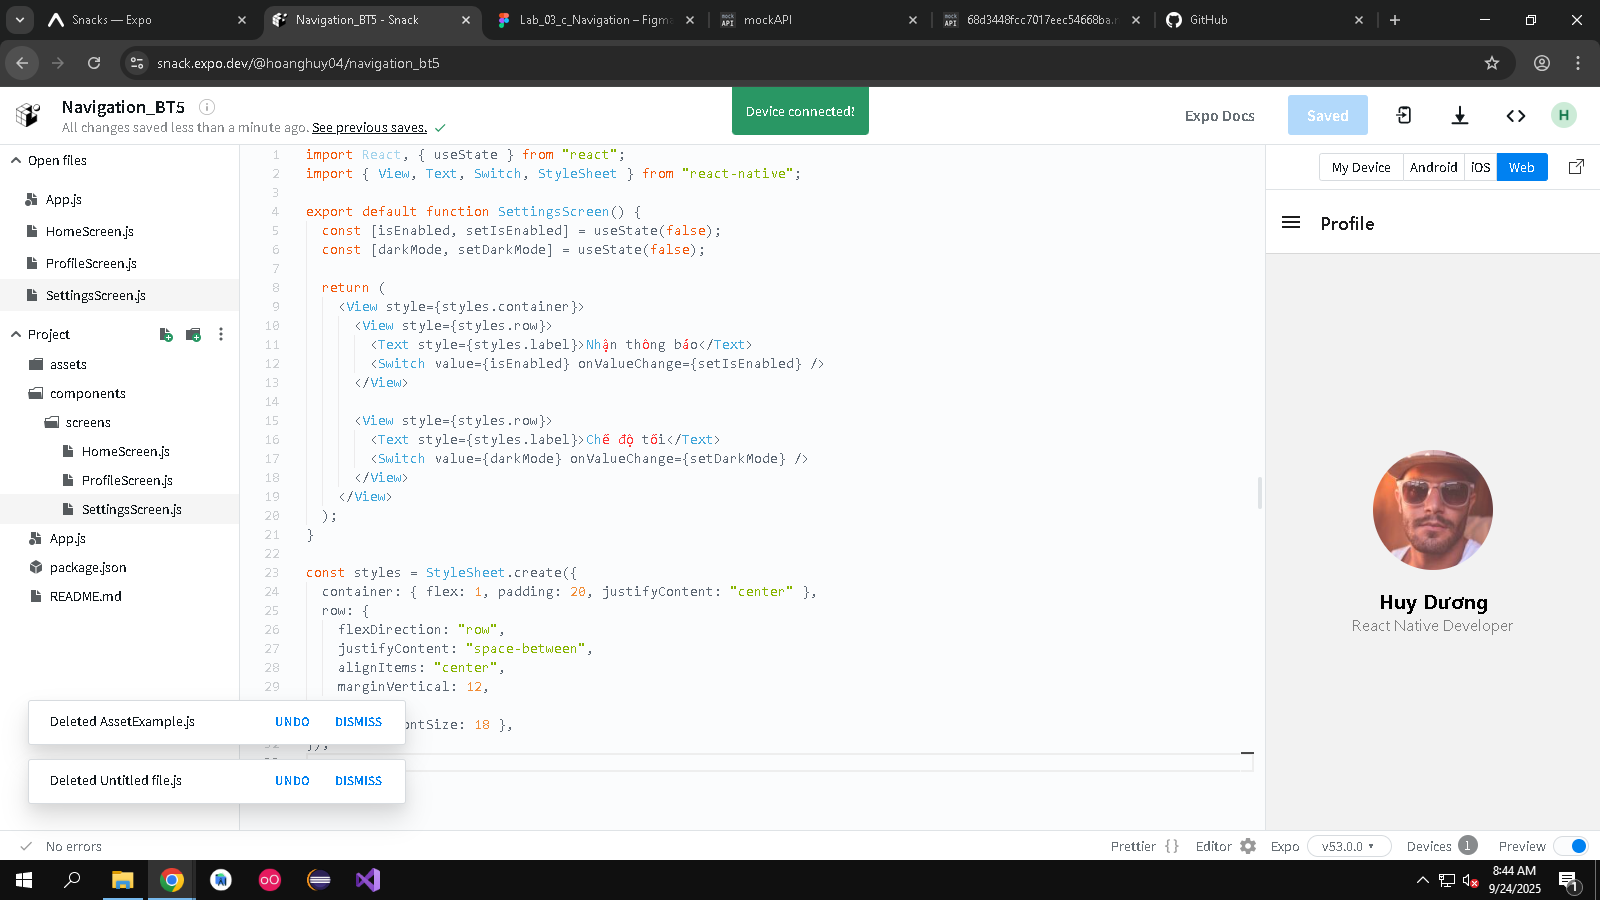 Snacks — Expo
Navigation_BT5 - Snack
Lab_03_c_Navigation – Figma
mockAPI
68d3448fcc7017eec54668ba.m
GitHub
snack.expo.dev/@hoanghuy04/navigation_bt5
Navigation_BT5
All changes saved less than a minute ago. See previous saves.
Device connected!
Expo Docs
Saved
H
Open files
App.js
HomeScreen.js
ProfileScreen.js
SettingsScreen.js
Project
assets
components
screens
HomeScreen.js
ProfileScreen.js
SettingsScreen.js
App.js
package.json
README.md
1 import React, { useState } from "react";
2 import { View, Text, Switch, StyleSheet } from "react-native";
3
4 export default function SettingsScreen() {
5 const [isEnabled, setIsEnabled] = useState(false);
6 const [darkMode, setDarkMode] = useState(false);
7
8 return (
9 <View style={styles.container}>
10 <View style={styles.row}>
11 <Text style={styles.label}>Nhận thông báo</Text>
12 <Switch value={isEnabled} onValueChange={setIsEnabled} />
13 </View>
14
15 <View style={styles.row}>
16 <Text style={styles.label}>Chế độ tối</Text>
17 <Switch value={darkMode} onValueChange={setDarkMode} />
18 </View>
19 </View>
20 );
21 }
22
23 const styles = StyleSheet.create({
24 container: { flex: 1, padding: 20, justifyContent: "center" },
25 row: {
26 flexDirection: "row",
27 justifyContent: "space-between",
28 alignItems: "center",
29 marginVertical: 12,
ontSize: 18 },
});
Deleted AssetExample.js UNDO DISMISS
Deleted Untitled file.js UNDO DISMISS
My Device Android iOS Web
Profile
Huy Dương
React Native Developer
No errors
Prettier { } Editor Expo v53.0.0 Devices 1 Preview
8:44 AM
9/24/2025
1